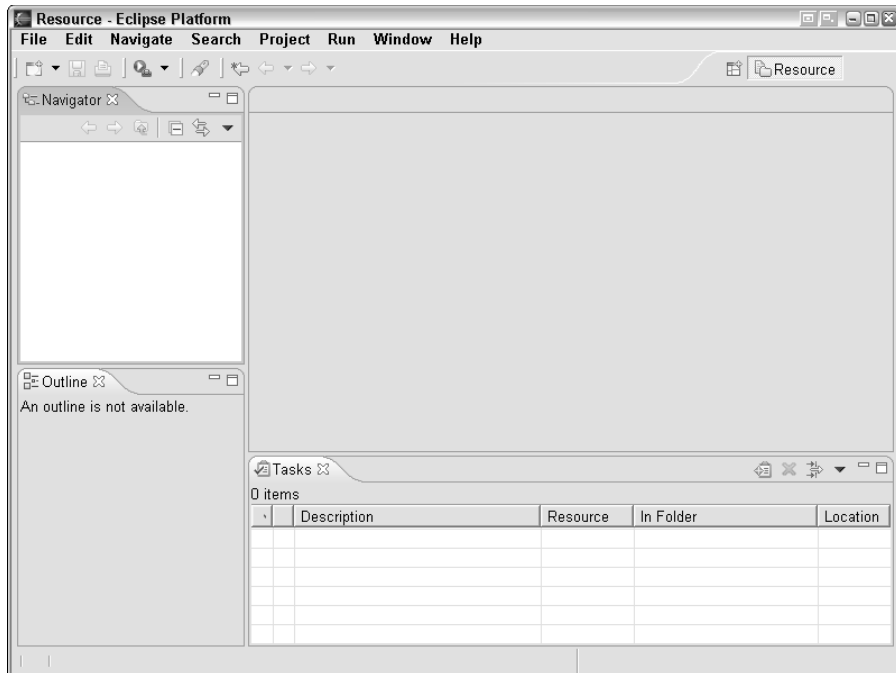 Resource - Eclipse Platform
File Edit Navigate Search Project Run Window Help
Resource
Navigator
Outline
An outline is not available.
Tasks
0 items
Description Resource In Folder Location